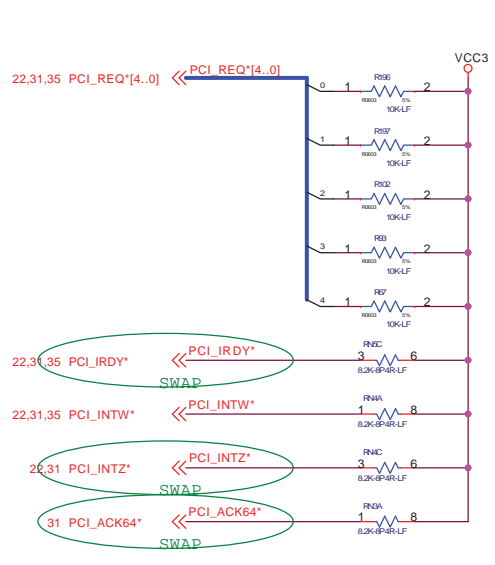 VCC3
22,31,35 PCI_REQ*[4..0] PCI_REQ*[4..0]
0 1 R196 2
R0603 5%
10K-LF
1 1 R197 2
R0603 5%
10K-LF
2 1 R102 2
R0603 5%
10K-LF
3 1 R93 2
R0603 5%
10K-LF
4 1 R67 2
R0603 5%
10K-LF
22,31,35 PCI_IRDY* PCI_IRDY* 3 RN5C 6
8.2K-8P4R-LF
SWAP
22,31,35 PCI_INTW* PCI_INTW* 1 RN4A 8
8.2K-8P4R-LF
22,31 PCI_INTZ* PCI_INTZ* 3 RN4C 6
8.2K-8P4R-LF
SWAP
31 PCI_ACK64* PCI_ACK64* 1 RN3A 8
8.2K-8P4R-LF
SWAP